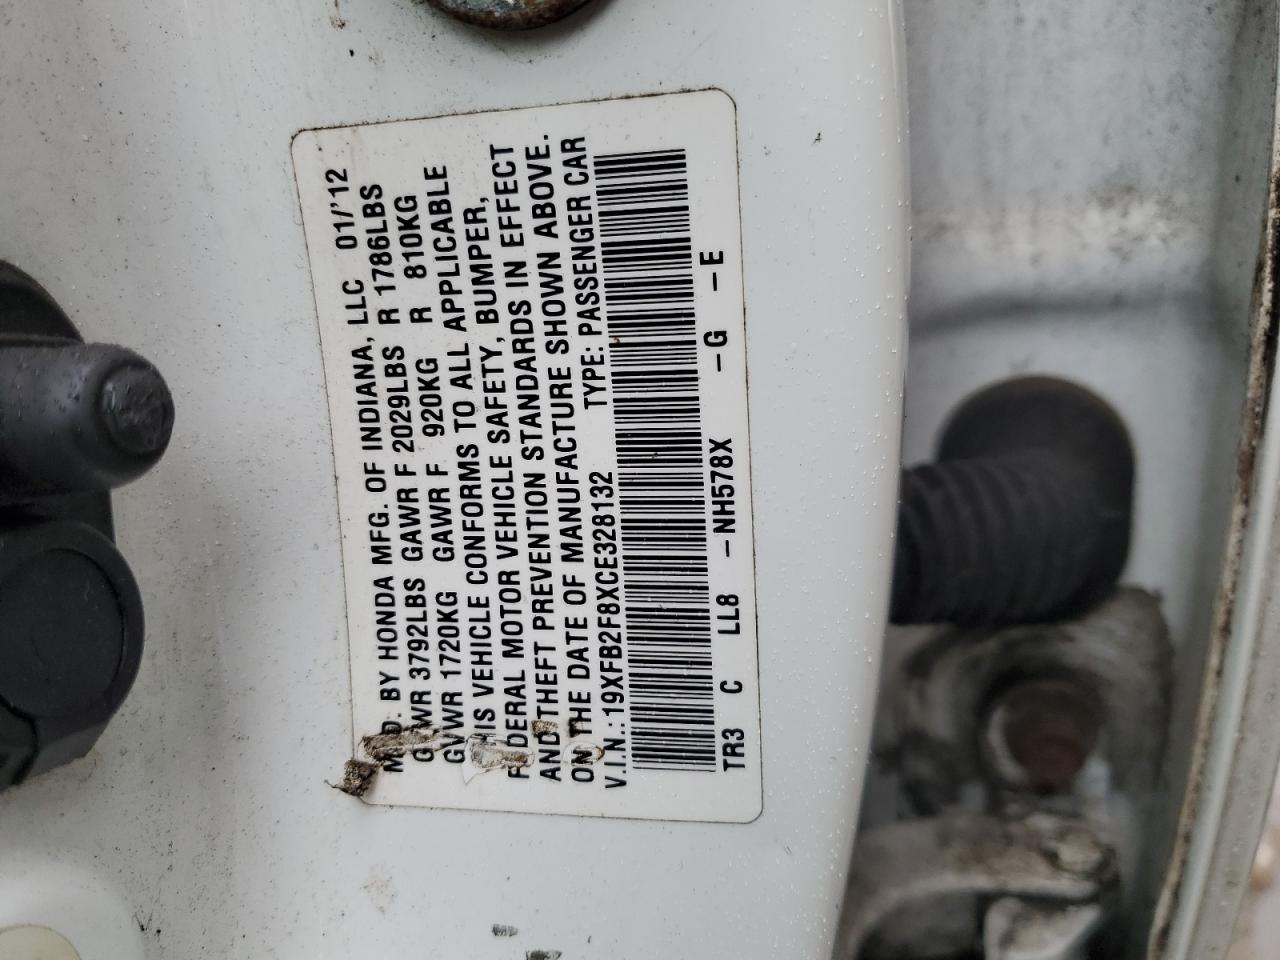 MFD. BY HONDA MFG. OF INDIANA, LLC 01/'12
GVWR 3792LBS GAWR F 2029LBS R 1786LBS
GVWR 1720KG GAWR F 920KG R 810KG
THIS VEHICLE CONFORMS TO ALL APPLICABLE
FEDERAL MOTOR VEHICLE SAFETY, BUMPER,
AND THEFT PREVENTION STANDARDS IN EFFECT
ON THE DATE OF MANUFACTURE SHOWN ABOVE.
V.I.N.: 19XFB2F8XCE328132 TYPE: PASSENGER CAR
TR3 C LL8 -NH578X -G -E